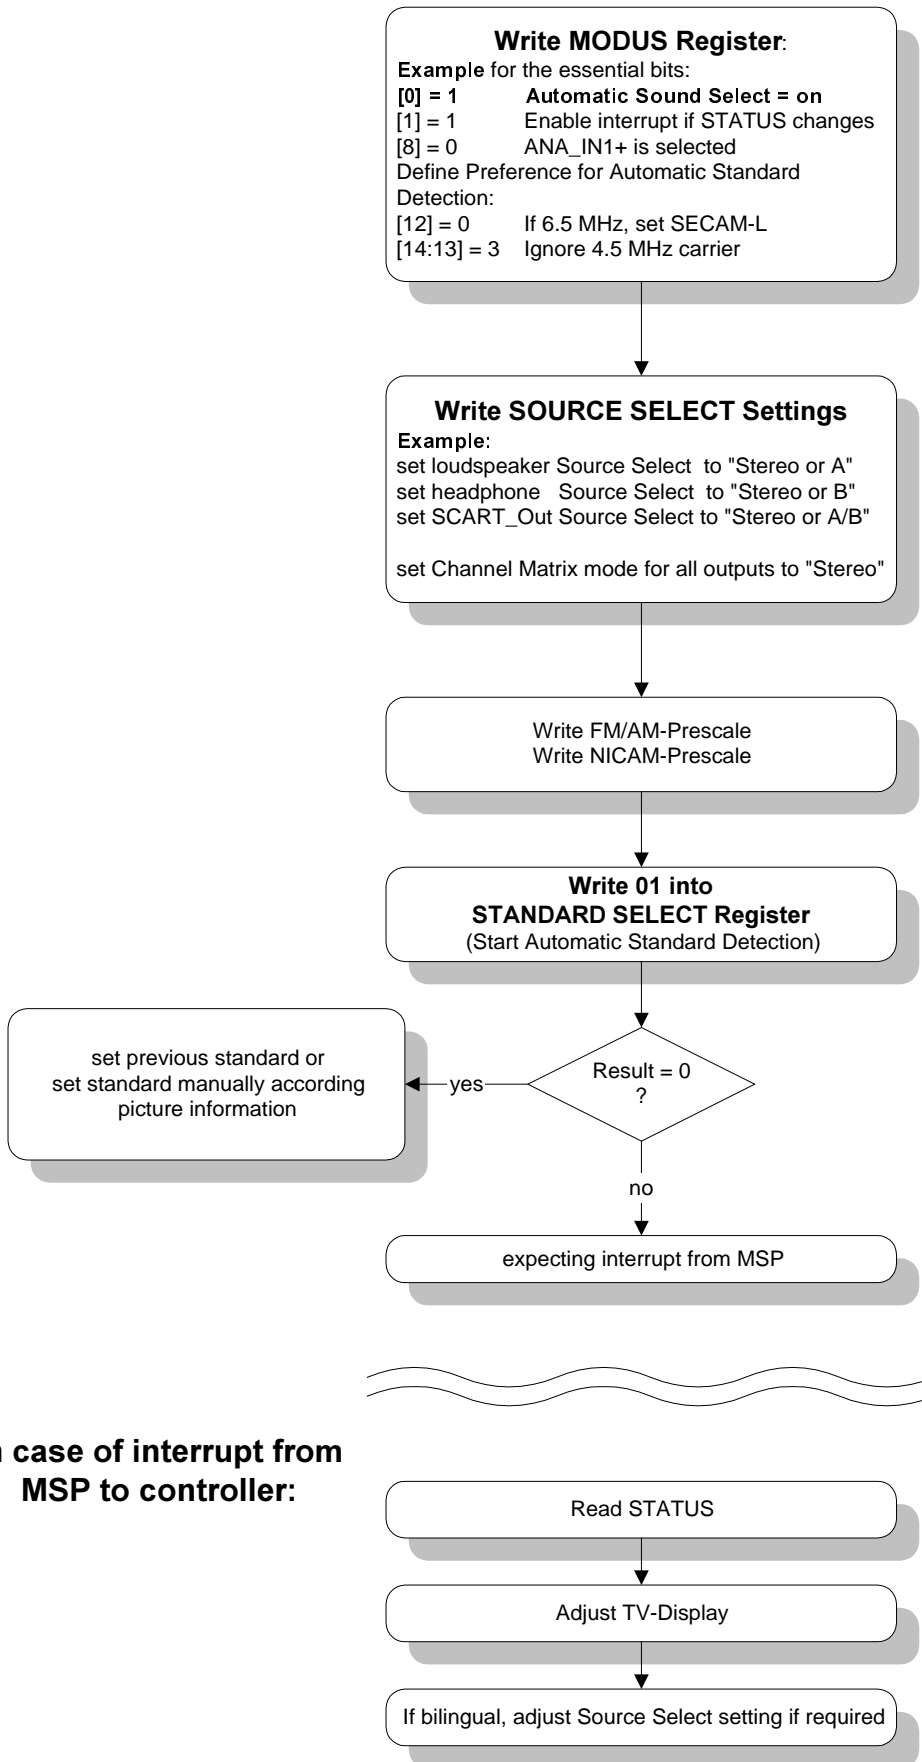 Write MODUS Register:
Example for the essential bits:
[0] = 1 Automatic Sound Select = on
[1] = 1 Enable interrupt if STATUS changes
[8] = 0 ANA_IN1+ is selected
Define Preference for Automatic Standard
Detection:
[12] = 0 If 6.5 MHz, set SECAM-L
[14:13] = 3 Ignore 4.5 MHz carrier
Write SOURCE SELECT Settings
Example:
set loudspeaker Source Select to "Stereo or A"
set headphone Source Select to "Stereo or B"
set SCART_Out Source Select to "Stereo or A/B"
set Channel Matrix mode for all outputs to "Stereo"
Write FM/AM-Prescale
Write NICAM-Prescale
Write 01 into
STANDARD SELECT Register
(Start Automatic Standard Detection)
Result = 0
?
yes
set previous standard or
set standard manually according
picture information
no
expecting interrupt from MSP
case of interrupt from
MSP to controller:
Read STATUS
Adjust TV-Display
If bilingual, adjust Source Select setting if required